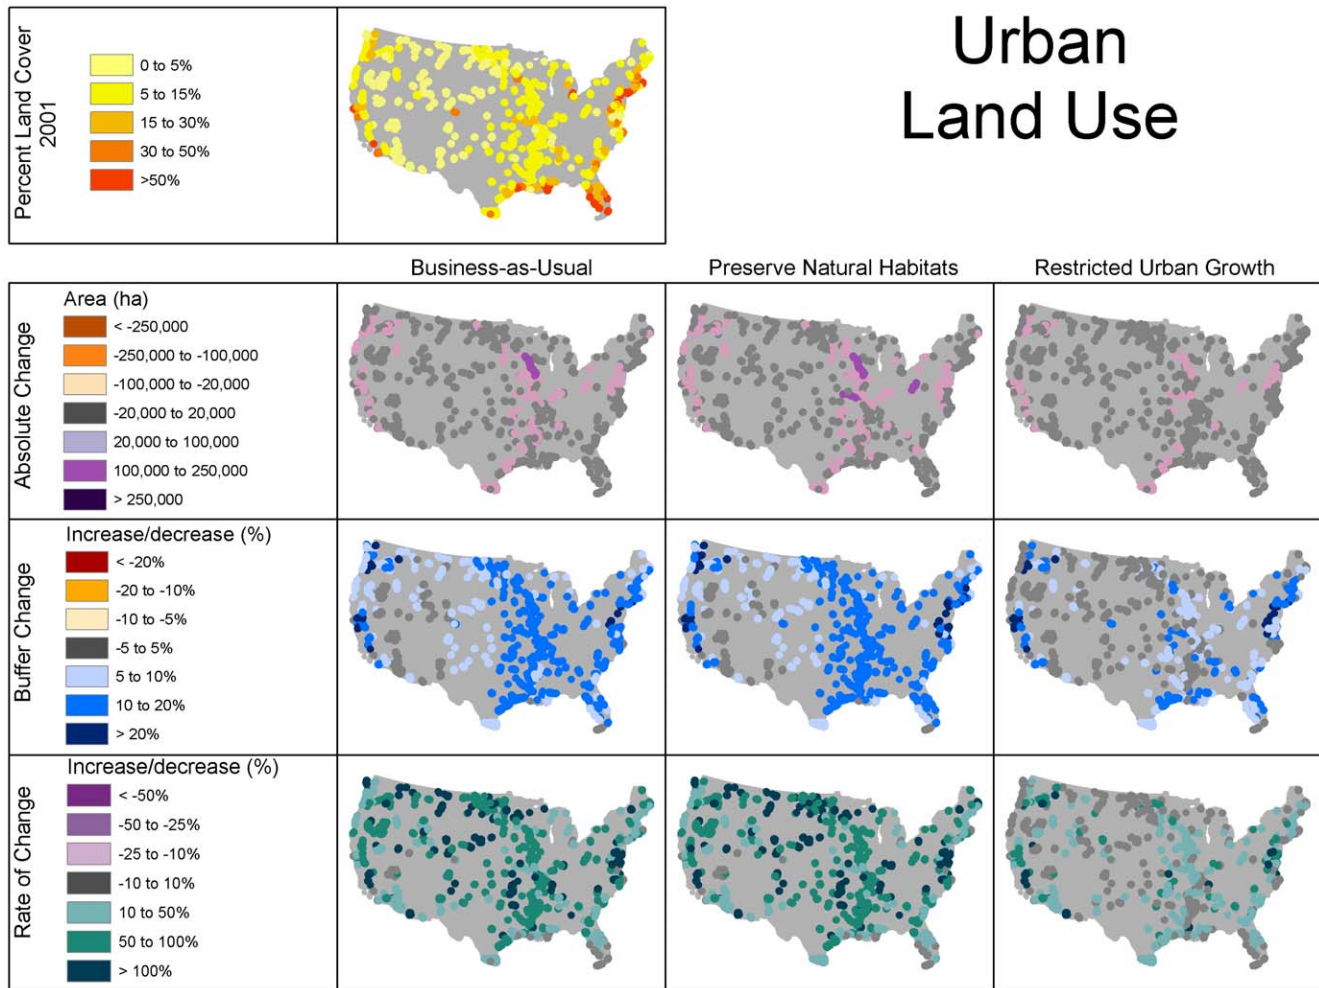 Urban
Land Use
Percent Land Cover
2001
0 to 5%
5 to 15%
15 to 30%
30 to 50%
>50%
Business-as-Usual
Preserve Natural Habitats
Restricted Urban Growth
Absolute Change
Area (ha)
< -250,000
-250,000 to -100,000
-100,000 to -20,000
-20,000 to 20,000
20,000 to 100,000
100,000 to 250,000
> 250,000
Buffer Change
Increase/decrease (%)
< -20%
-20 to -10%
-10 to -5%
-5 to 5%
5 to 10%
10 to 20%
> 20%
Rate of Change
Increase/decrease (%)
< -50%
-50 to -25%
-25 to -10%
-10 to 10%
10 to 50%
50 to 100%
> 100%